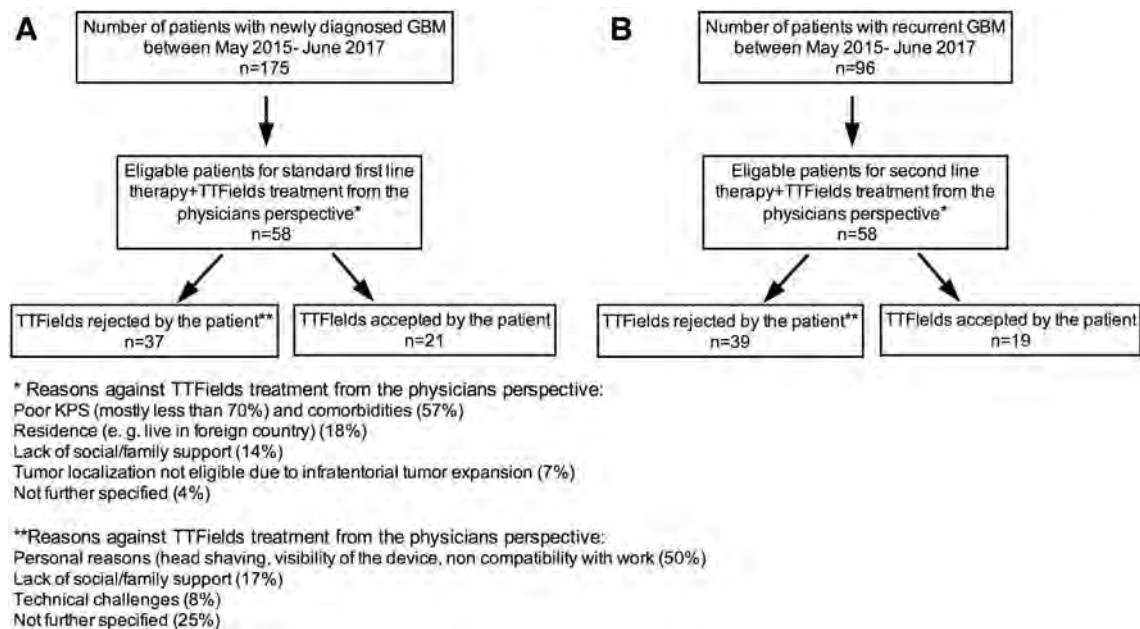 A
Number of patients with newly diagnosed GBM
between May 2015- June 2017
n=175
Eligable patients for standard first line
therapy+TTFields treatment from the
physicians perspective*
n=58
TTFields rejected by the patient**
n=37
TTFIelds accepted by the patient
n=21
B
Number of patients with recurrent GBM
between May 2015- June 2017
n=96
Eligable patients for second line
therapy+TTFields treatment from the
physicians perspective*
n=58
TTFields rejected by the patient**
n=39
TTFields accepted by the patient
n=19
* Reasons against TTFields treatment from the physicians perspective:
Poor KPS (mostly less than 70%) and comorbidities (57%)
Residence (e. g. live in foreign country) (18%)
Lack of social/family support (14%)
Tumor localization not eligible due to infratentorial tumor expansion (7%)
Not further specified (4%)
**Reasons against TTFields treatment from the physicians perspective:
Personal reasons (head shaving, visibility of the device, non compatibility with work (50%)
Lack of social/family support (17%)
Technical challenges (8%)
Not further specified (25%)